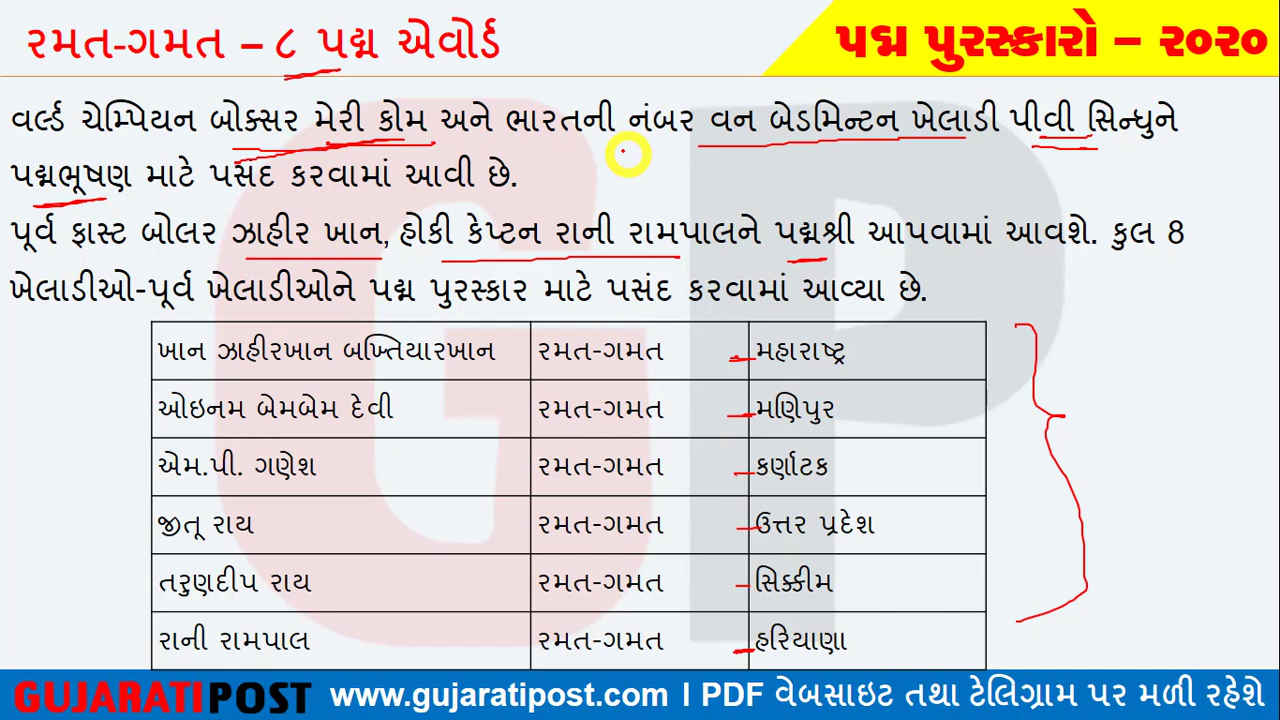 રમત-ગમત – ૮ પદ્મ એવોર્ડ
પદ્મ પુરસ્કારો – ૨૦૨૦
વર્લ્ડ ચેમ્પિયન બોક્સર મેરી કોમ અને ભારતની નંબર વન બેડમિન્ટન ખેલાડી પીવી સિન્ધુને
પદ્મભૂષણ માટે પસંદ કરવામાં આવી છે.
પૂર્વ ફાસ્ટ બોલર ઝાહીર ખાન, હોકી કેપ્ટન રાની રામપાલને પદ્મશ્રી આપવામાં આવશે. કુલ 8
ખેલાડીઓ-પૂર્વ ખેલાડીઓને પદ્મ પુરસ્કાર માટે પસંદ કરવામાં આવ્યા છે.
ખાન ઝાહીરખાન બખ્તિયારખાન રમત-ગમત મહારાષ્ટ્ર
ઓઇનમ બેમબેમ દેવી રમત-ગમત મણિપુર
એમ.પી. ગણેશ રમત-ગમત કર્ણાટક
જીતૂ રાય રમત-ગમત ઉત્તર પ્રદેશ
તરુણદીપ રાય રમત-ગમત સિક્કીમ
રાની રામપાલ રમત-ગમત હરિયાણા
GUJARATIPOST www.gujaratipost.com I PDF વેબસાઇટ તથા ટેલિગ્રામ પર મળી રહેશે
GP